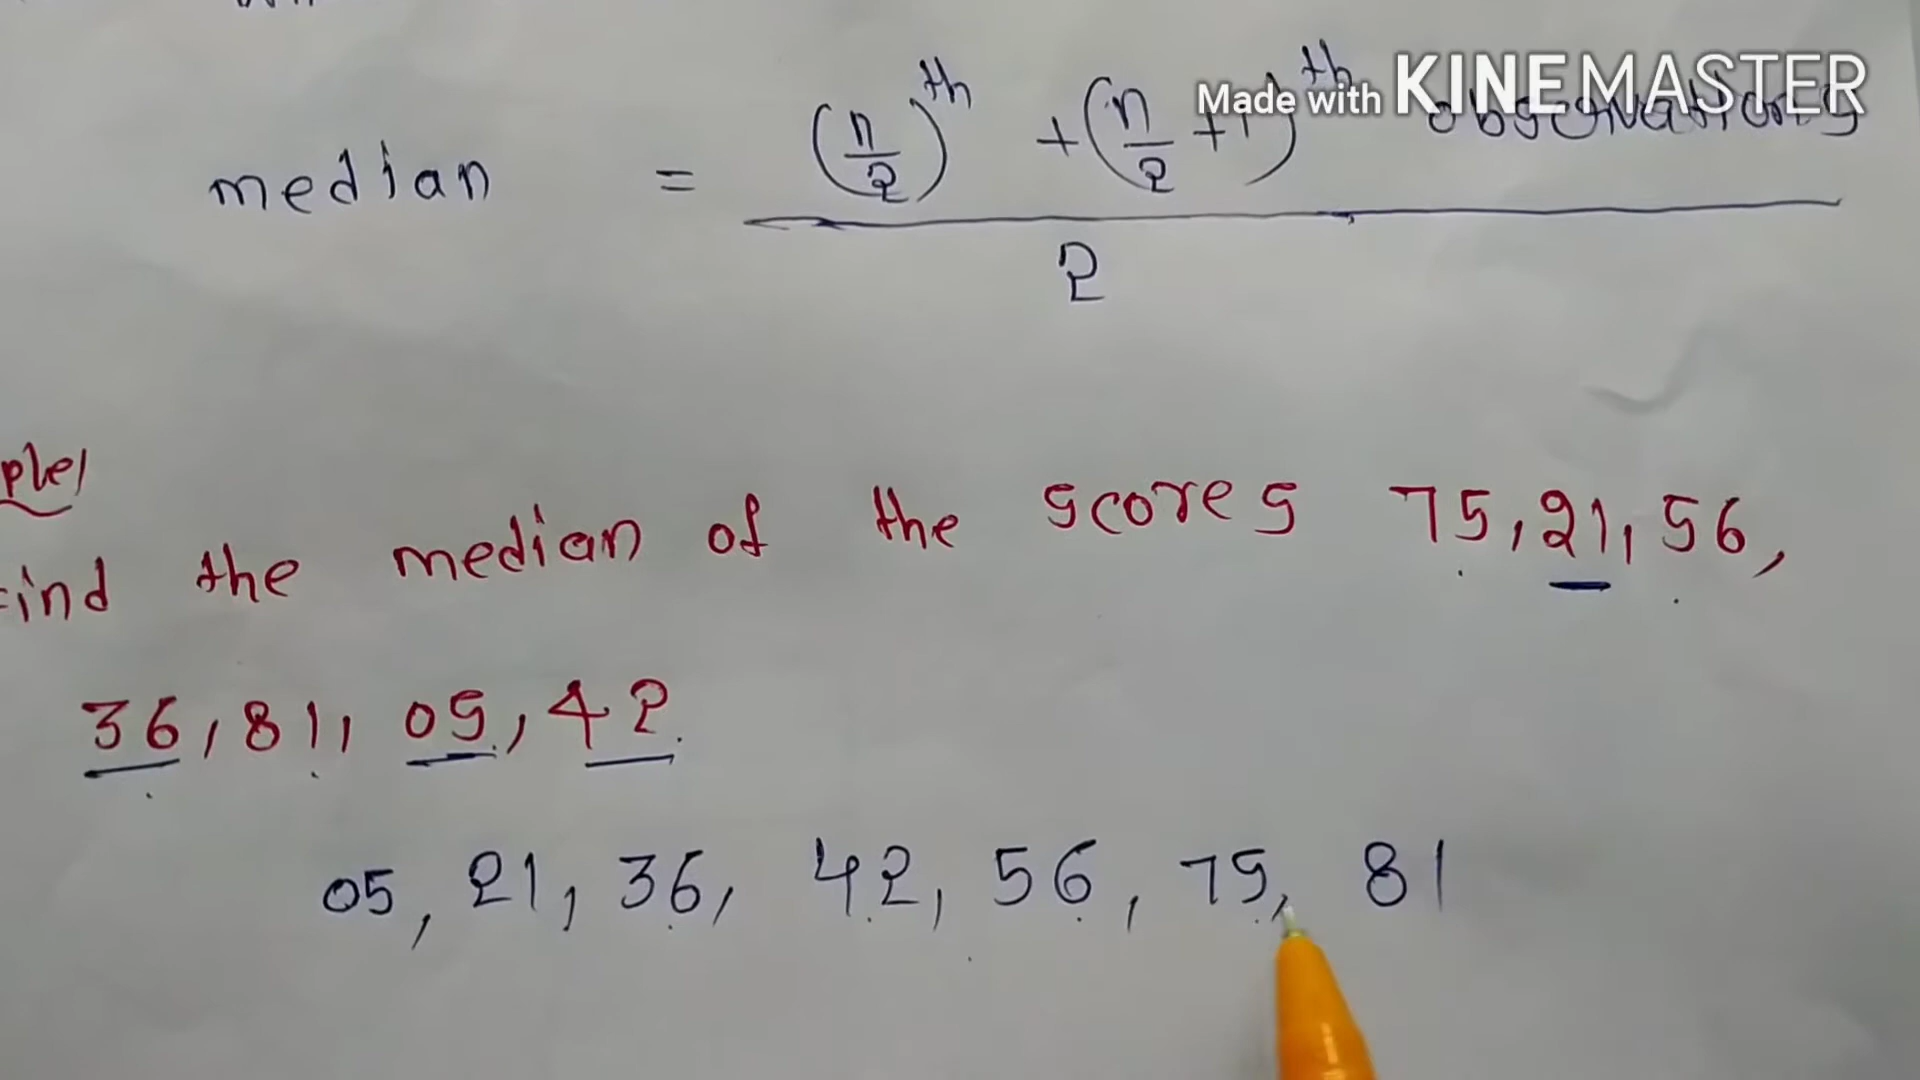 median = (n/2)th + (n/2 + 1)th observations
2
Made with KINEMASTER
ple/
Find the median of the scores 75, 21, 56,
36, 81, 05, 42.
05, 21, 36, 42, 56, 75, 81